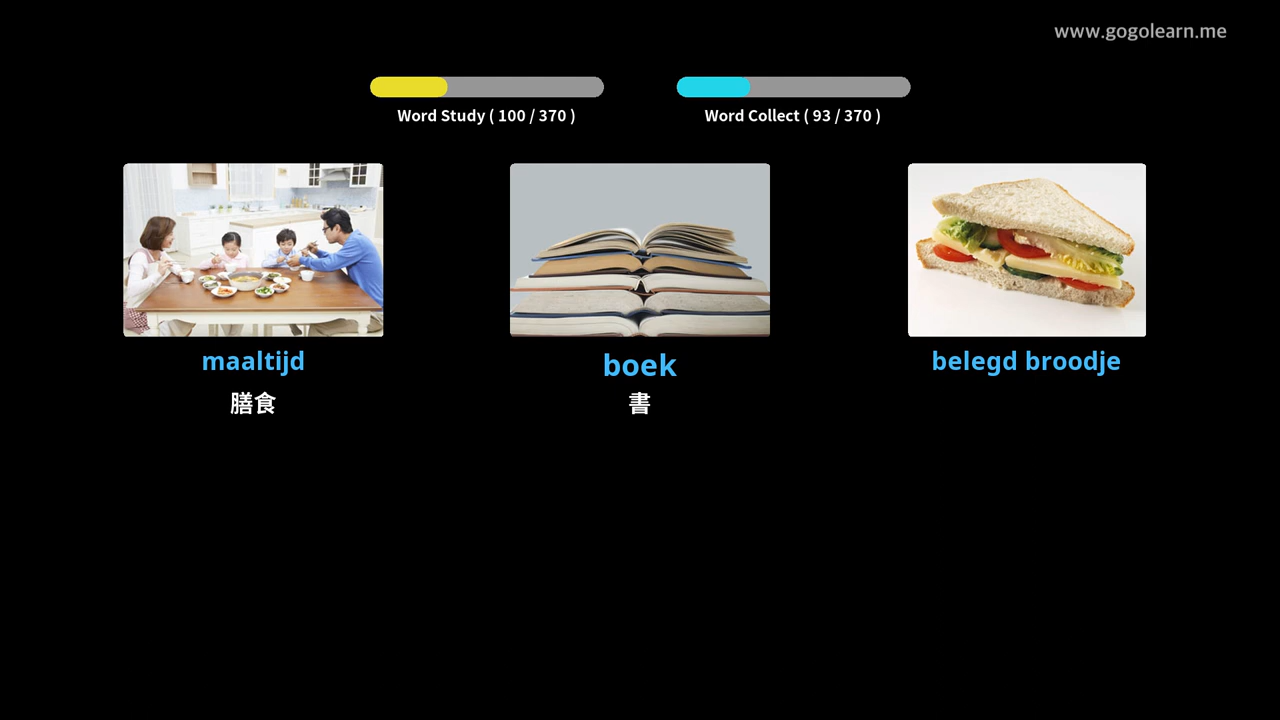 www.gogolearn.me
Word Study ( 100 / 370 )
Word Collect ( 93 / 370 )
maaltijd
膳食
boek
書
belegd broodje